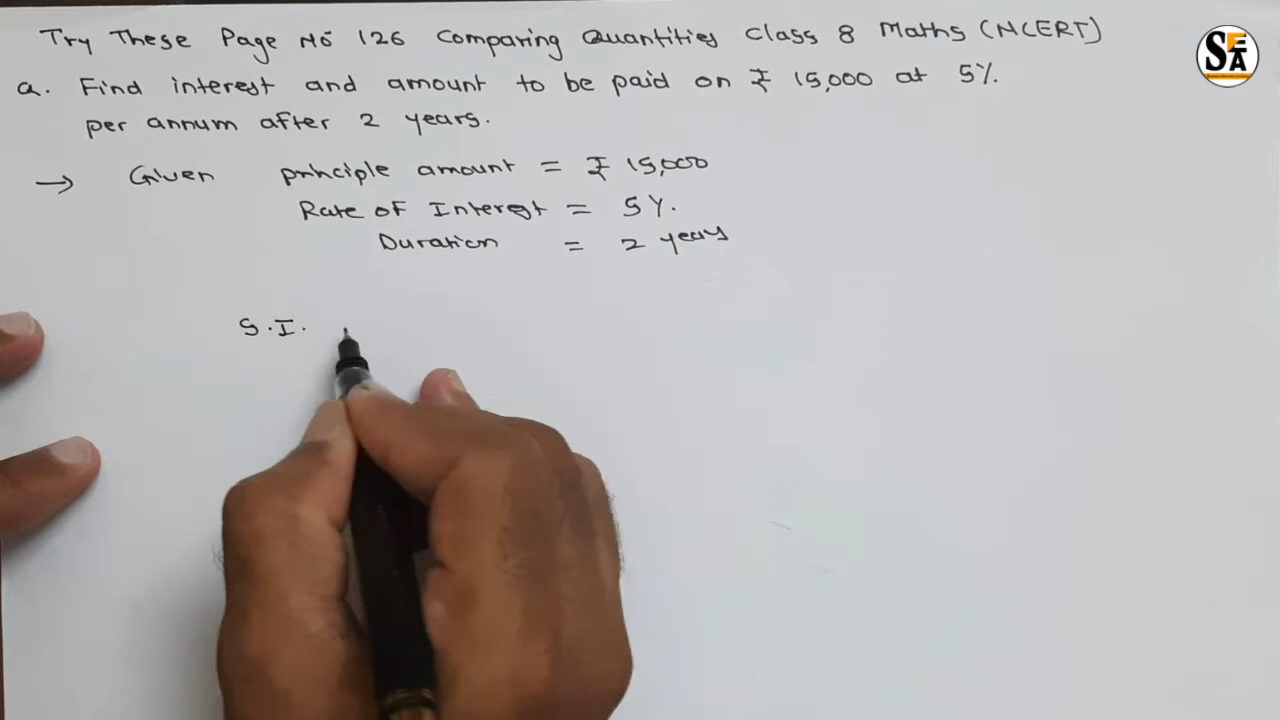 Try These Page No 126 Comparing Quantities Class 8 Maths (NCERT)
a. Find interest and amount to be paid on ₹ 15,000 at 5%
per annum after 2 years.
→ Given principle amount = ₹ 15,000
Rate of Interest = 5%.
Duration = 2 years
S.I.
SEA